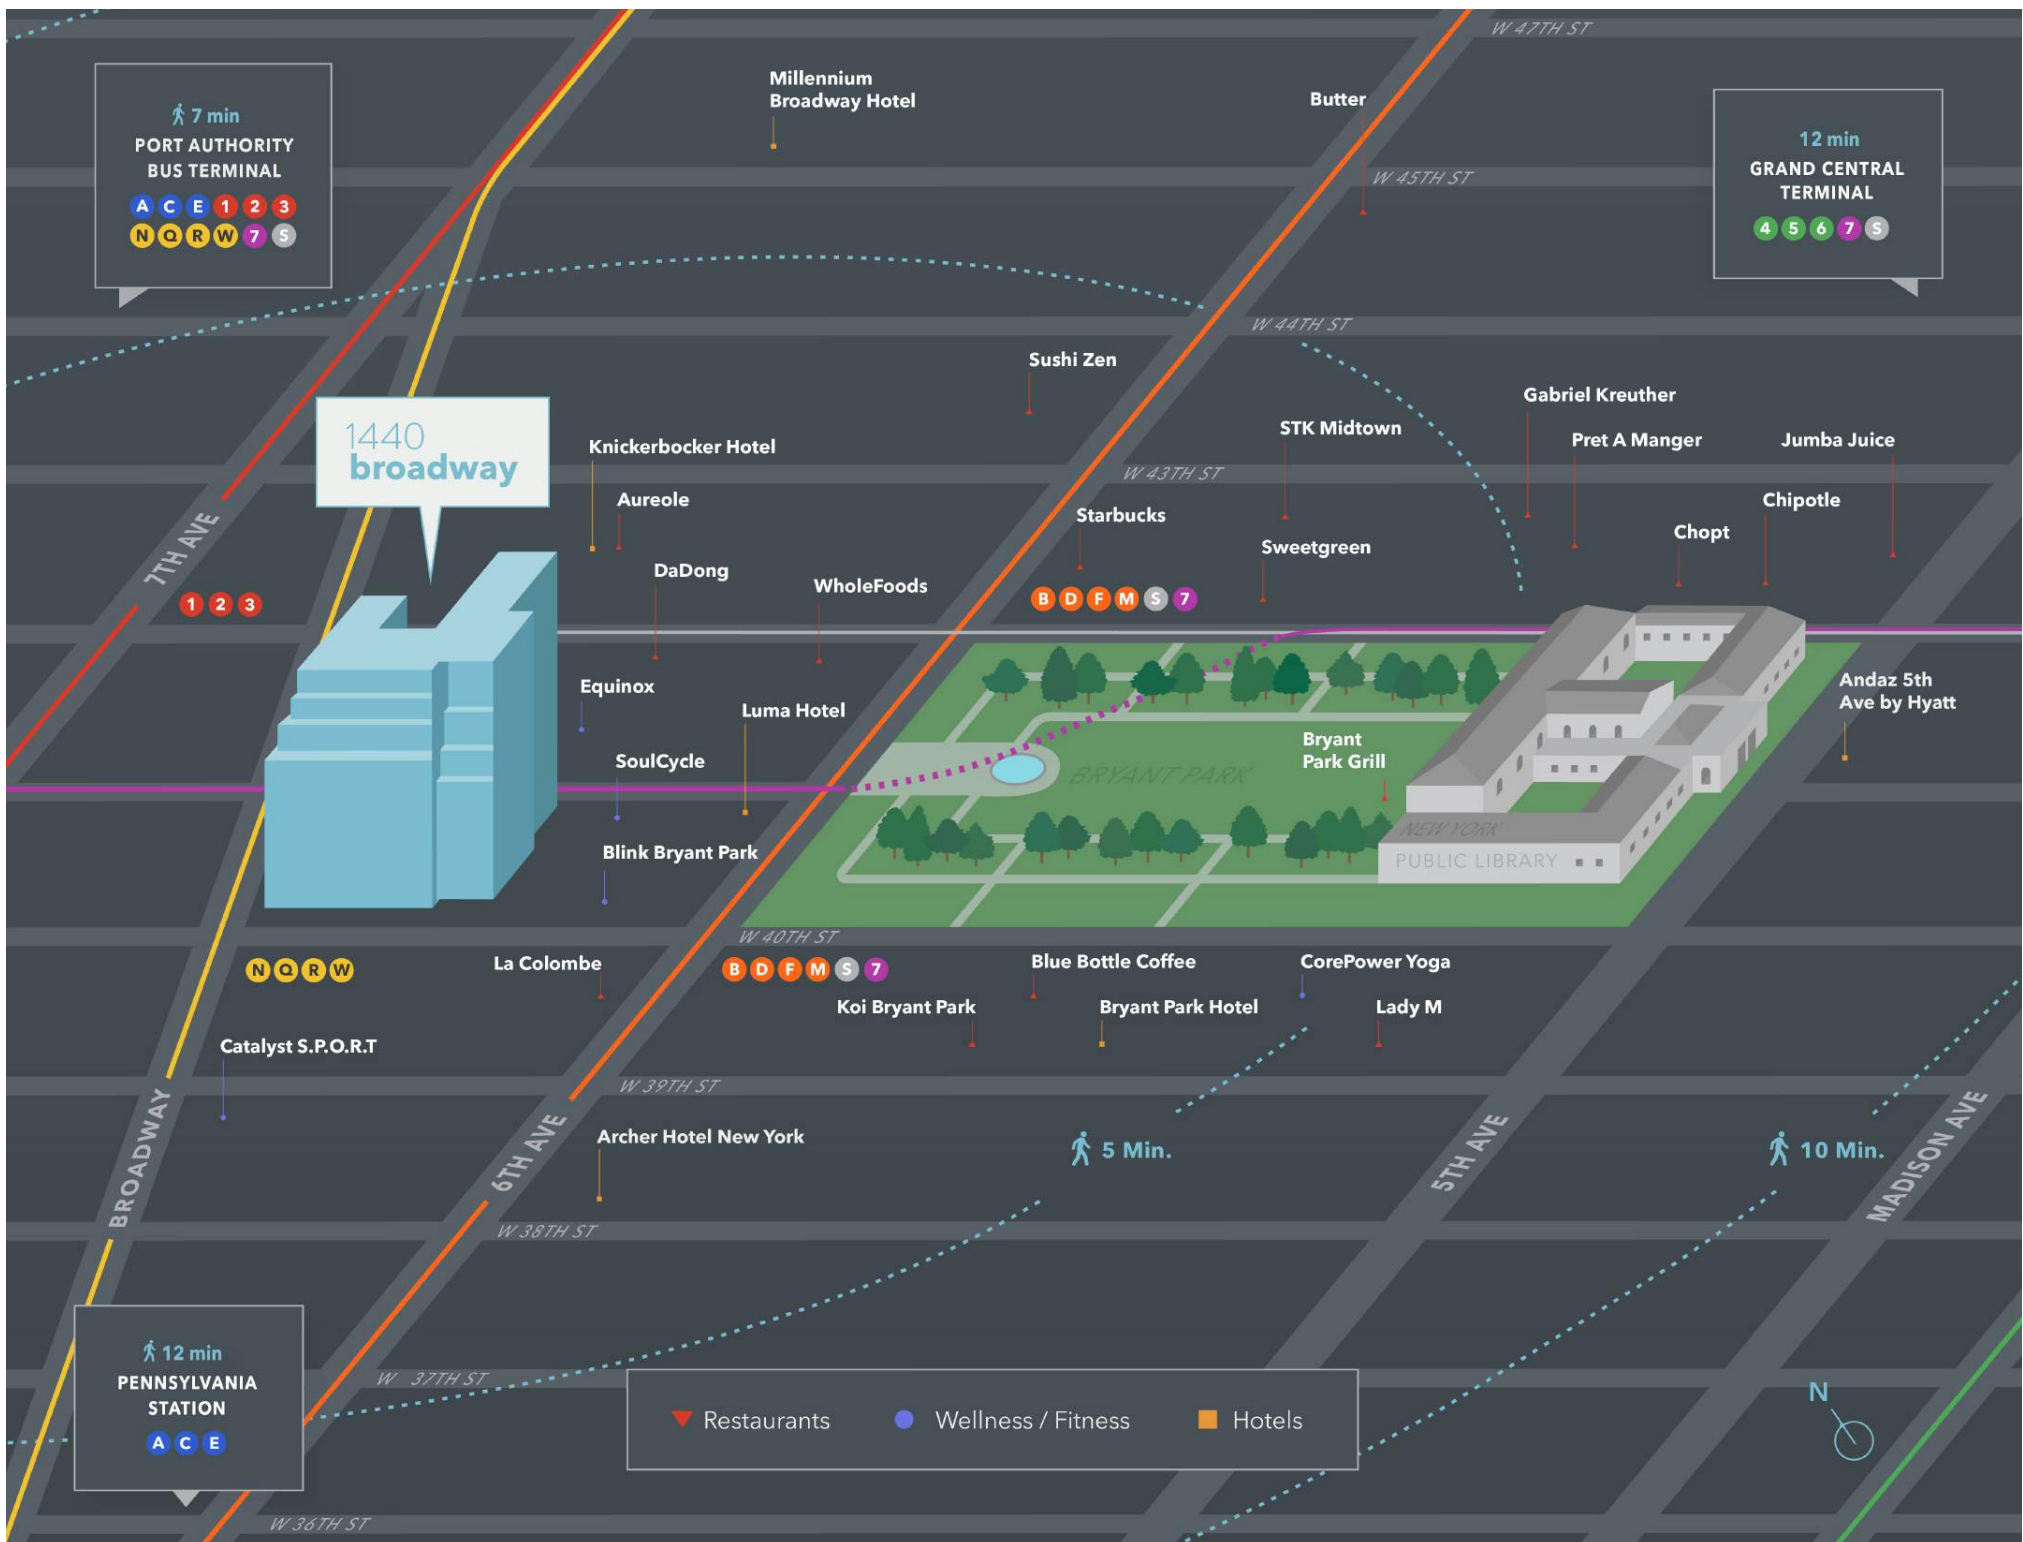 W 47TH ST
Millennium
Broadway Hotel
Butter
7 min
PORT AUTHORITY
BUS TERMINAL
A C E 1 2 3
N Q R W 7 S
12 min
GRAND CENTRAL
TERMINAL
4 5 6 7 S
W 45TH ST
W 44TH ST
Sushi Zen
Gabriel Kreuther
STK Midtown
Pret A Manger
Jumba Juice
1440
broadway
Knickerbocker Hotel
W 43TH ST
Aureole
Chipotle
Starbucks
Chopt
7TH AVE
Sweetgreen
DaDong
WholeFoods
1 2 3
B D F M S 7
Equinox
Andaz 5th
Ave by Hyatt
Luma Hotel
Bryant
Park Grill
SoulCycle
BRYANT PARK
NEW YORK
PUBLIC LIBRARY
Blink Bryant Park
W 40TH ST
N Q R W
La Colombe
B D F M S 7
Blue Bottle Coffee
CorePower Yoga
Koi Bryant Park
Bryant Park Hotel
Lady M
Catalyst S.P.O.R.T
W 39TH ST
BROADWAY
6TH AVE
Archer Hotel New York
5 Min.
5TH AVE
10 Min.
MADISON AVE
W 38TH ST
12 min
PENNSYLVANIA
STATION
A C E
W 37TH ST
Restaurants
Wellness / Fitness
Hotels
N
W 36TH ST